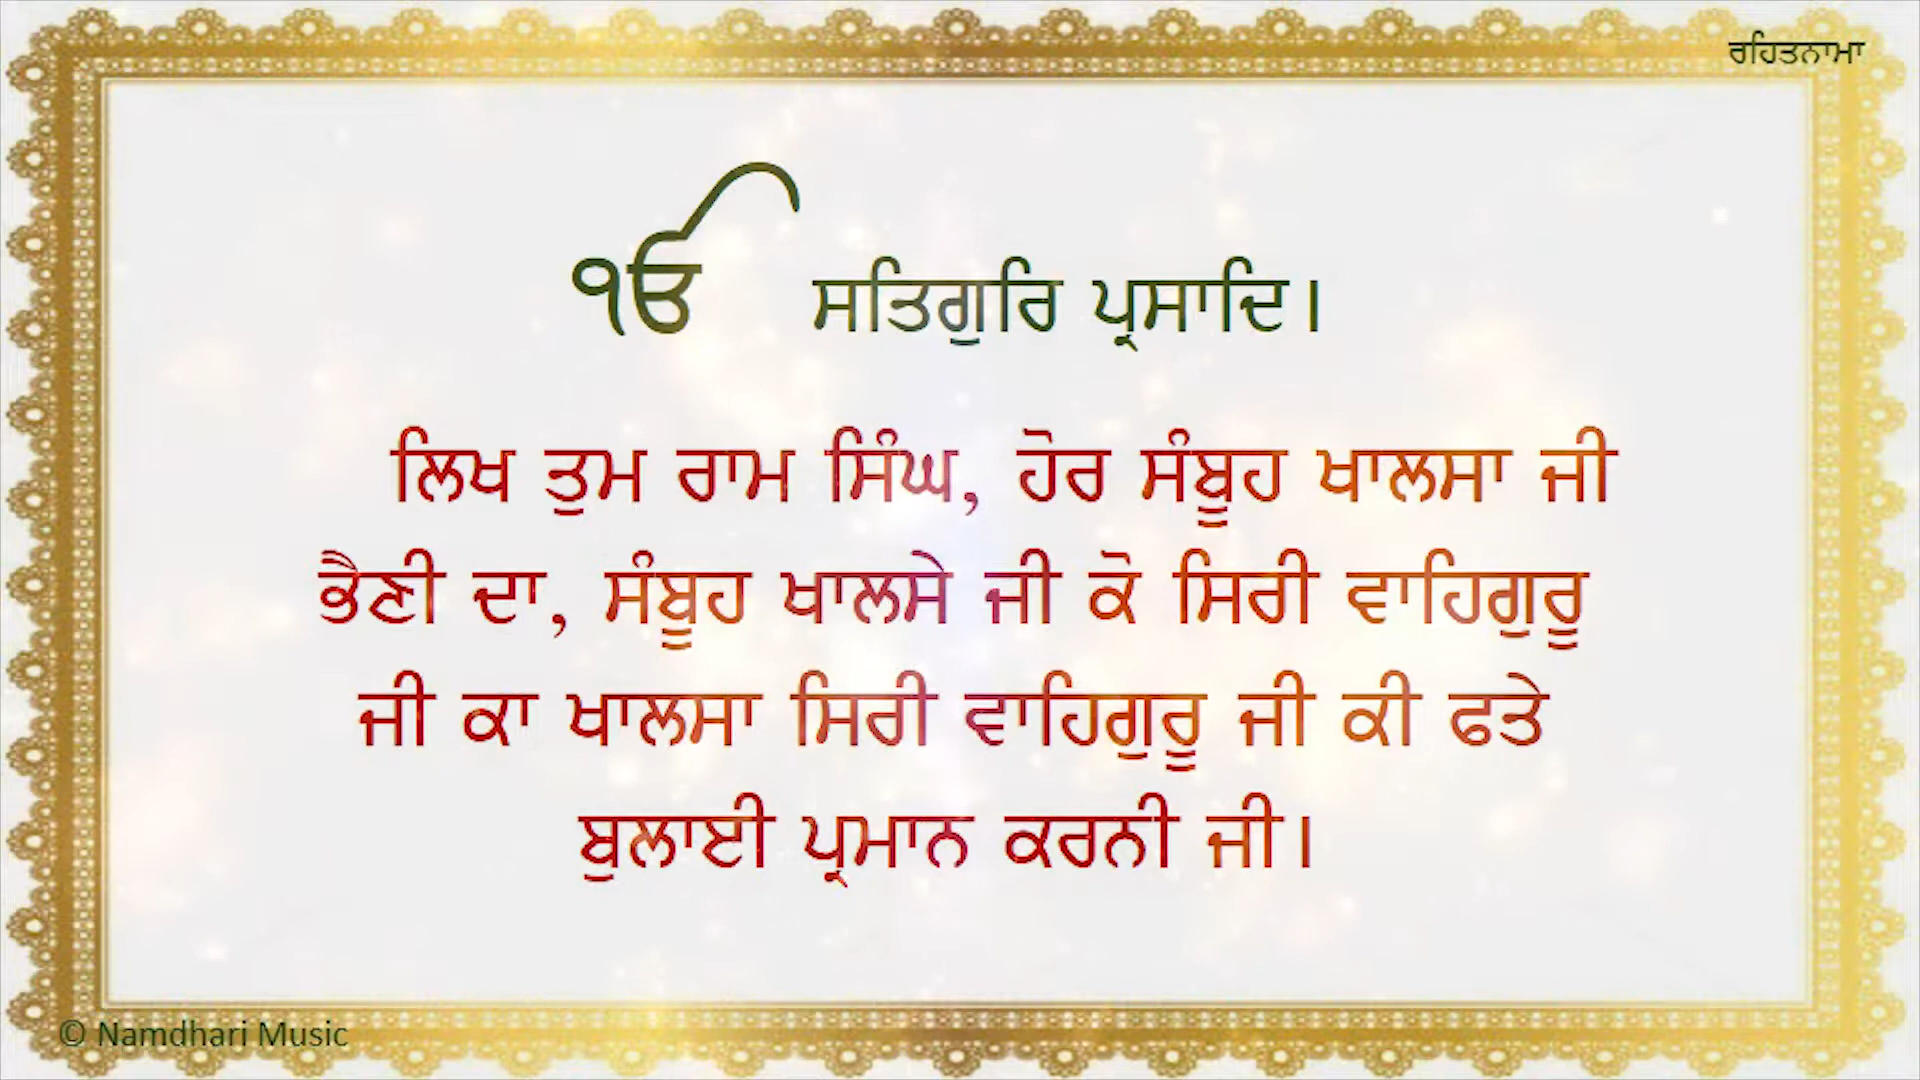 ਰਹਿਤਨਾਮਾ
ੴ ਸਤਿਗੁਰਿ ਪ੍ਰਸਾਦਿ।
ਲਿਖ ਤੁਮ ਰਾਮ ਸਿੰਘ, ਹੋਰ ਸੰਬੂਹ ਖਾਲਸਾ ਜੀ
ਭੈਣੀ ਦਾ, ਸੰਬੂਹ ਖਾਲਸੇ ਜੀ ਕੋ ਸਿਰੀ ਵਾਹਿਗੁਰੂ
ਜੀ ਕਾ ਖਾਲਸਾ ਸਿਰੀ ਵਾਹਿਗੁਰੂ ਜੀ ਕੀ ਫਤੇ
ਬੁਲਾਈ ਪ੍ਰਮਾਨ ਕਰਨੀ ਜੀ।
© Namdhari Music